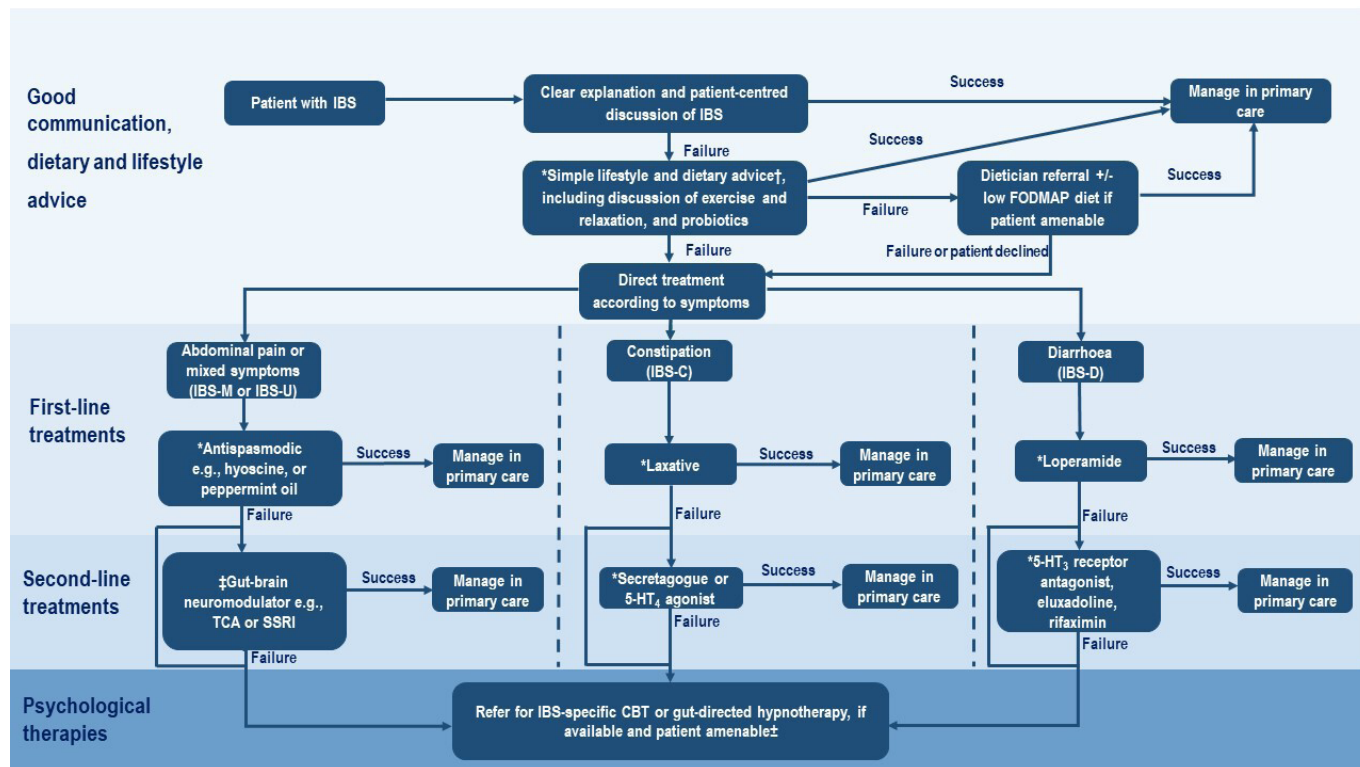 Good
communication,
dietary and lifestyle
advice
Patient with IBS
Clear explanation and patient-centred
discussion of IBS
Success
Manage in primary
care
Failure
Success
*Simple lifestyle and dietary advice†,
including discussion of exercise and
relaxation, and probiotics
Failure
Dietician referral +/-
low FODMAP diet if
patient amenable
Success
Failure
Failure or patient declined
Direct treatment
according to symptoms
First-line
treatments
Abdominal pain or
mixed symptoms
(IBS-M or IBS-U)
*Antispasmodic
e.g., hyoscine, or
peppermint oil
Success
Manage in
primary care
Failure
Constipation
(IBS-C)
*Laxative
Success
Manage in
primary care
Failure
Diarrhoea
(IBS-D)
*Loperamide
Success
Manage in
primary care
Failure
Second-line
treatments
‡Gut-brain
neuromodulator e.g.,
TCA or SSRI
Success
Manage in
primary care
Failure
*Secretagogue or
5-HT₄ agonist
Success
Manage in
primary care
Failure
*5-HT₃ receptor
antagonist,
eluxadoline,
rifaximin
Success
Manage in
primary care
Failure
Psychological
therapies
Refer for IBS-specific CBT or gut-directed hypnotherapy, if
available and patient amenable±